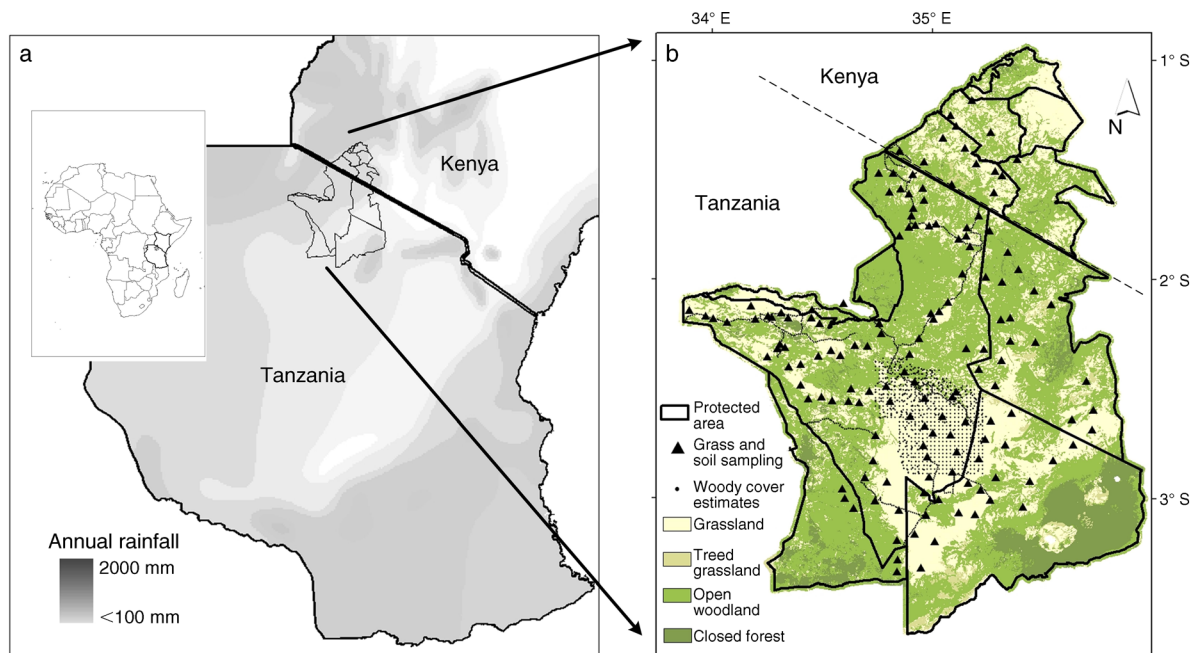 a
Kenya
Tanzania
Annual rainfall
2000 mm
<100 mm
34° E
35° E
b
Kenya
1° S
N
Tanzania
2° S
Protected
area
Grass and
soil sampling
Woody cover
estimates
3° S
Grassland
Treed
grassland
Open
woodland
Closed forest